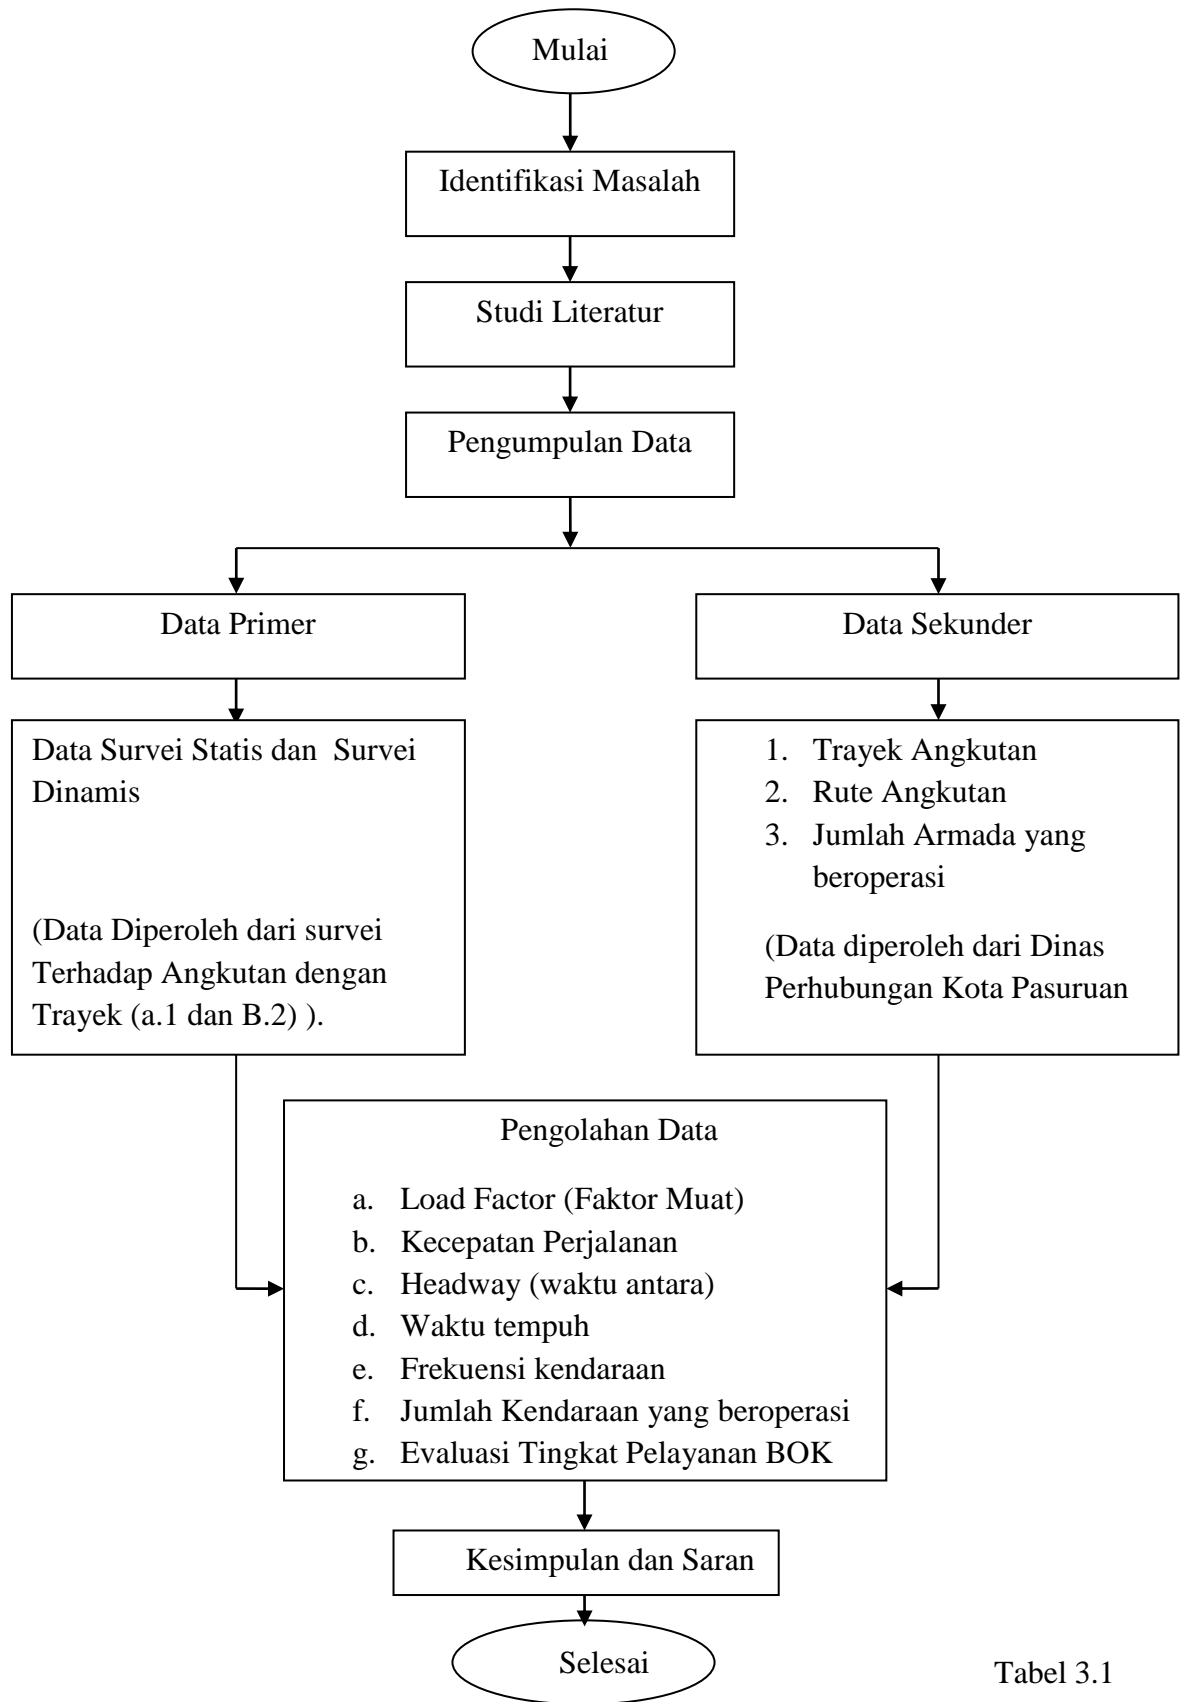 Mulai
Identifikasi Masalah
Studi Literatur
Pengumpulan Data
Data Primer
Data Sekunder
Data Survei Statis dan  Survei
Dinamis
(Data Diperoleh dari survei
Terhadap Angkutan dengan
Trayek (a.1 dan B.2) ).
1. Trayek Angkutan
2. Rute Angkutan
3. Jumlah Armada yang
beroperasi
(Data diperoleh dari Dinas
Perhubungan Kota Pasuruan
Pengolahan Data
a. Load Factor (Faktor Muat)
b. Kecepatan Perjalanan
c. Headway (waktu antara)
d. Waktu tempuh
e. Frekuensi kendaraan
f. Jumlah Kendaraan yang beroperasi
g. Evaluasi Tingkat Pelayanan BOK
Kesimpulan dan Saran
Selesai
Tabel 3.1